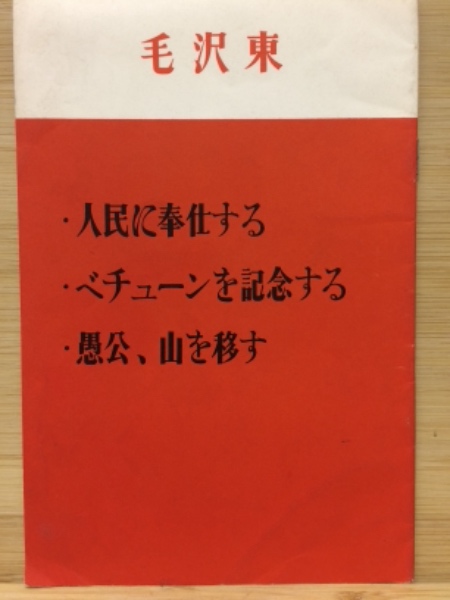 毛沢東
・人民に奉仕する
・ベチューンを記念する
・愚公、山を移す